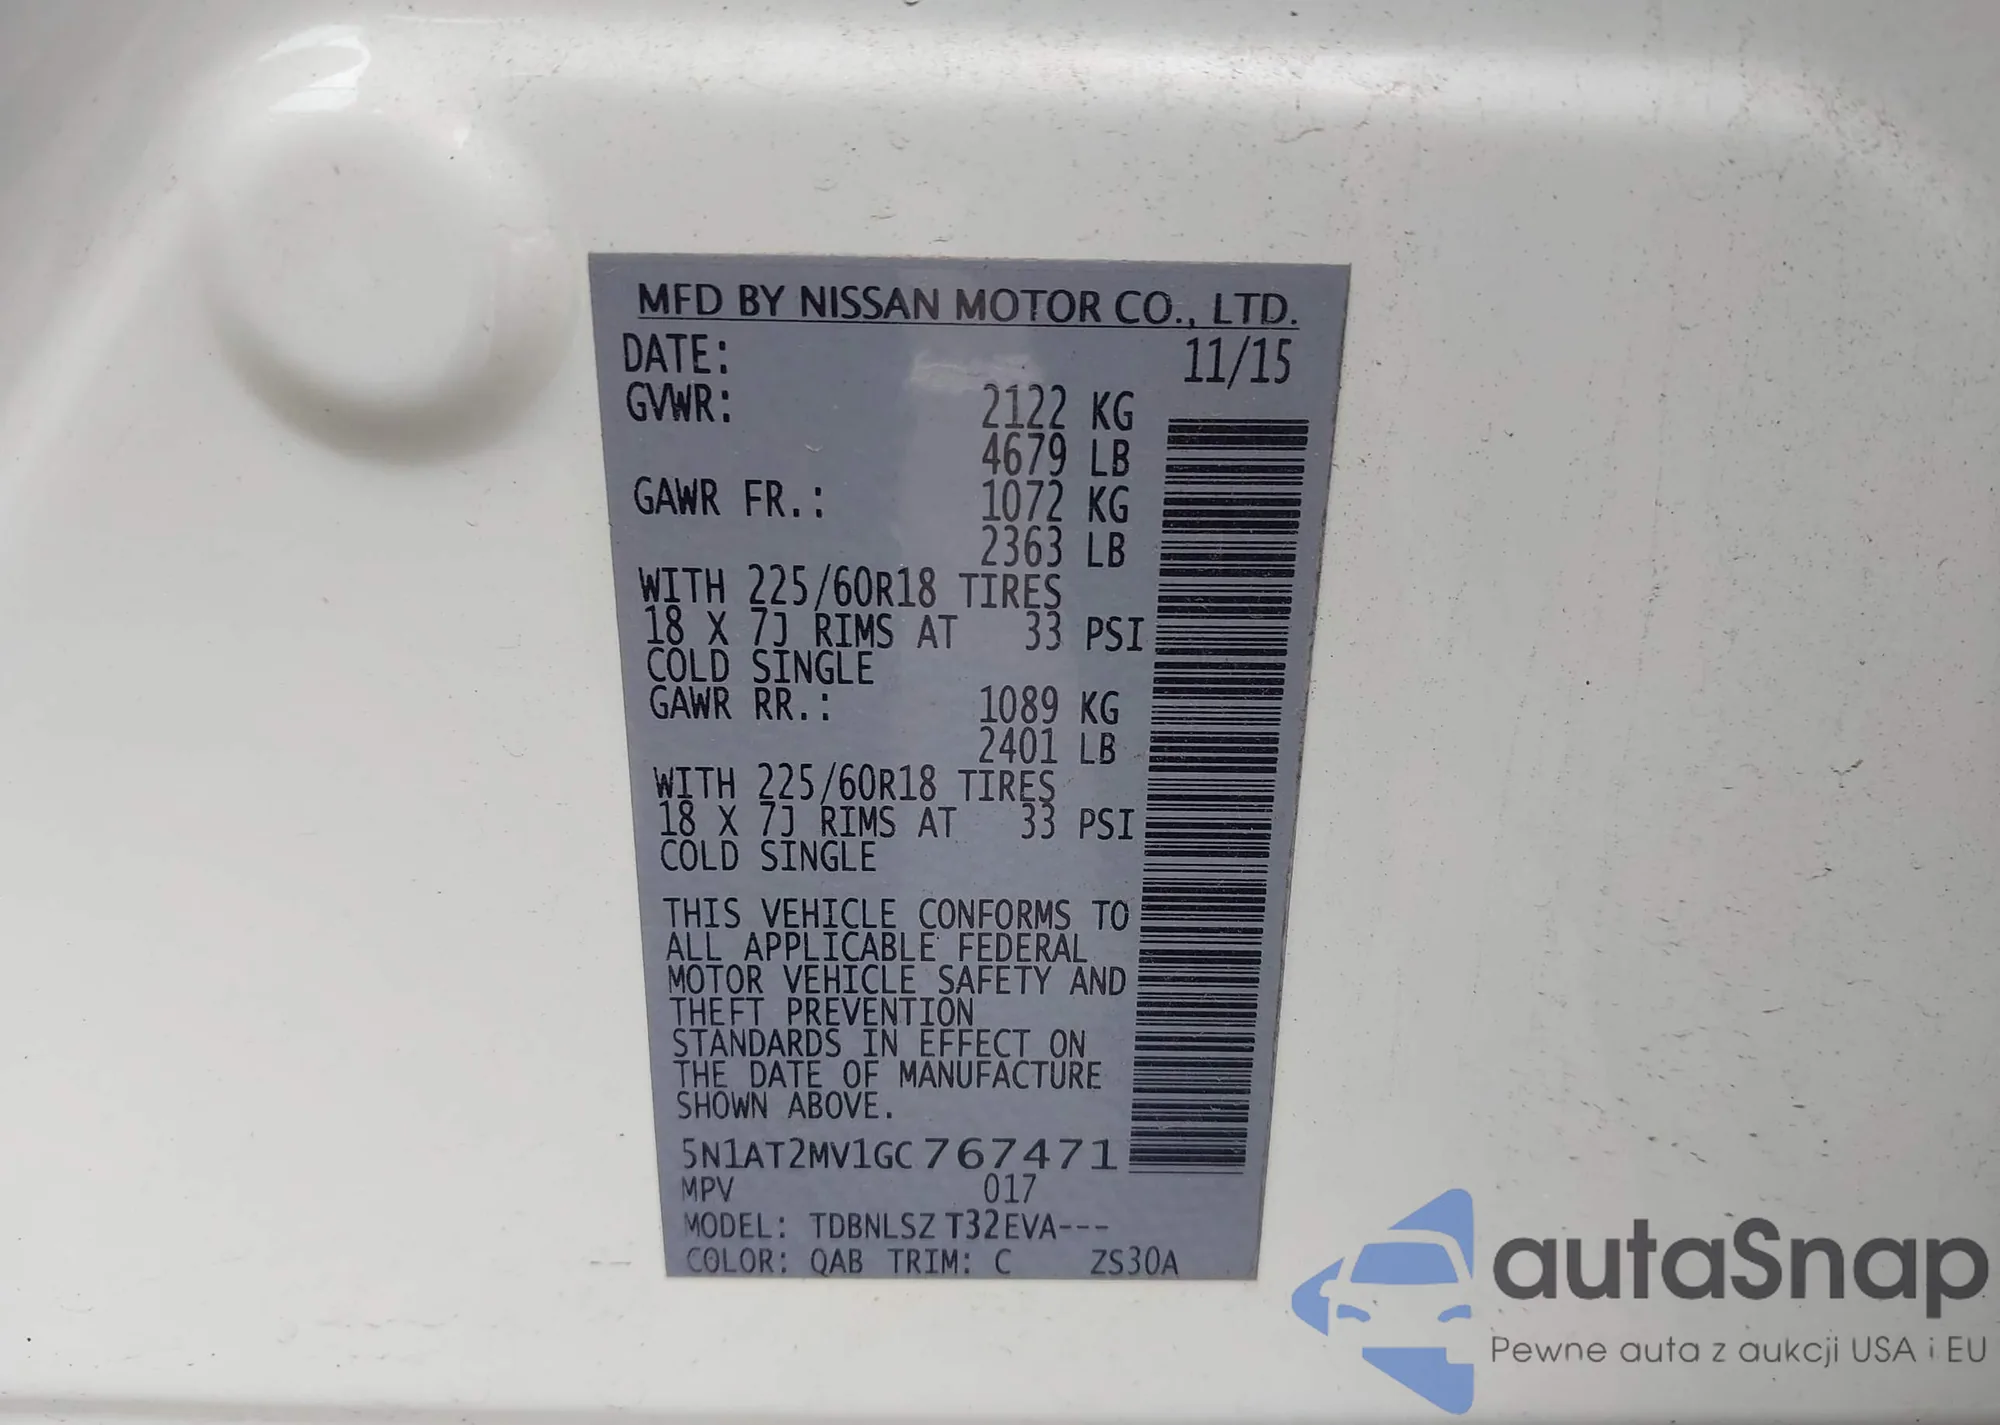 MFD BY NISSAN MOTOR CO., LTD.
DATE: 11/15
GVWR: 2122 KG
4679 LB
GAWR FR.: 1072 KG
2363 LB
WITH 225/60R18 TIRES
18 X 7J RIMS AT 33 PSI
COLD SINGLE
GAWR RR.: 1089 KG
2401 LB
WITH 225/60R18 TIRES
18 X 7J RIMS AT 33 PSI
COLD SINGLE
THIS VEHICLE CONFORMS TO
ALL APPLICABLE FEDERAL
MOTOR VEHICLE SAFETY AND
THEFT PREVENTION
STANDARDS IN EFFECT ON
THE DATE OF MANUFACTURE
SHOWN ABOVE.
5N1AT2MV1GC767471
MPV 017
MODEL: TDBNLSZ T32EVA---
COLOR: QAB TRIM: C ZS30A
autaSnap
Pewne auta z aukcji USA i EU